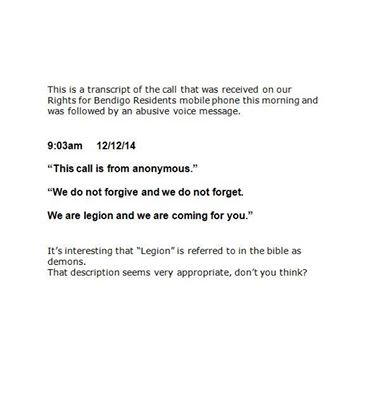 This is a transcript of the call that was received on our
Rights for Bendigo Residents mobile phone this morning and
was followed by an abusive voice message.
9:03am 12/12/14
“This call is from anonymous.”
“We do not forgive and we do not forget.
We are legion and we are coming for you.”
It’s interesting that “Legion” is referred to in the bible as
demons.
That description seems very appropriate, don’t you think?